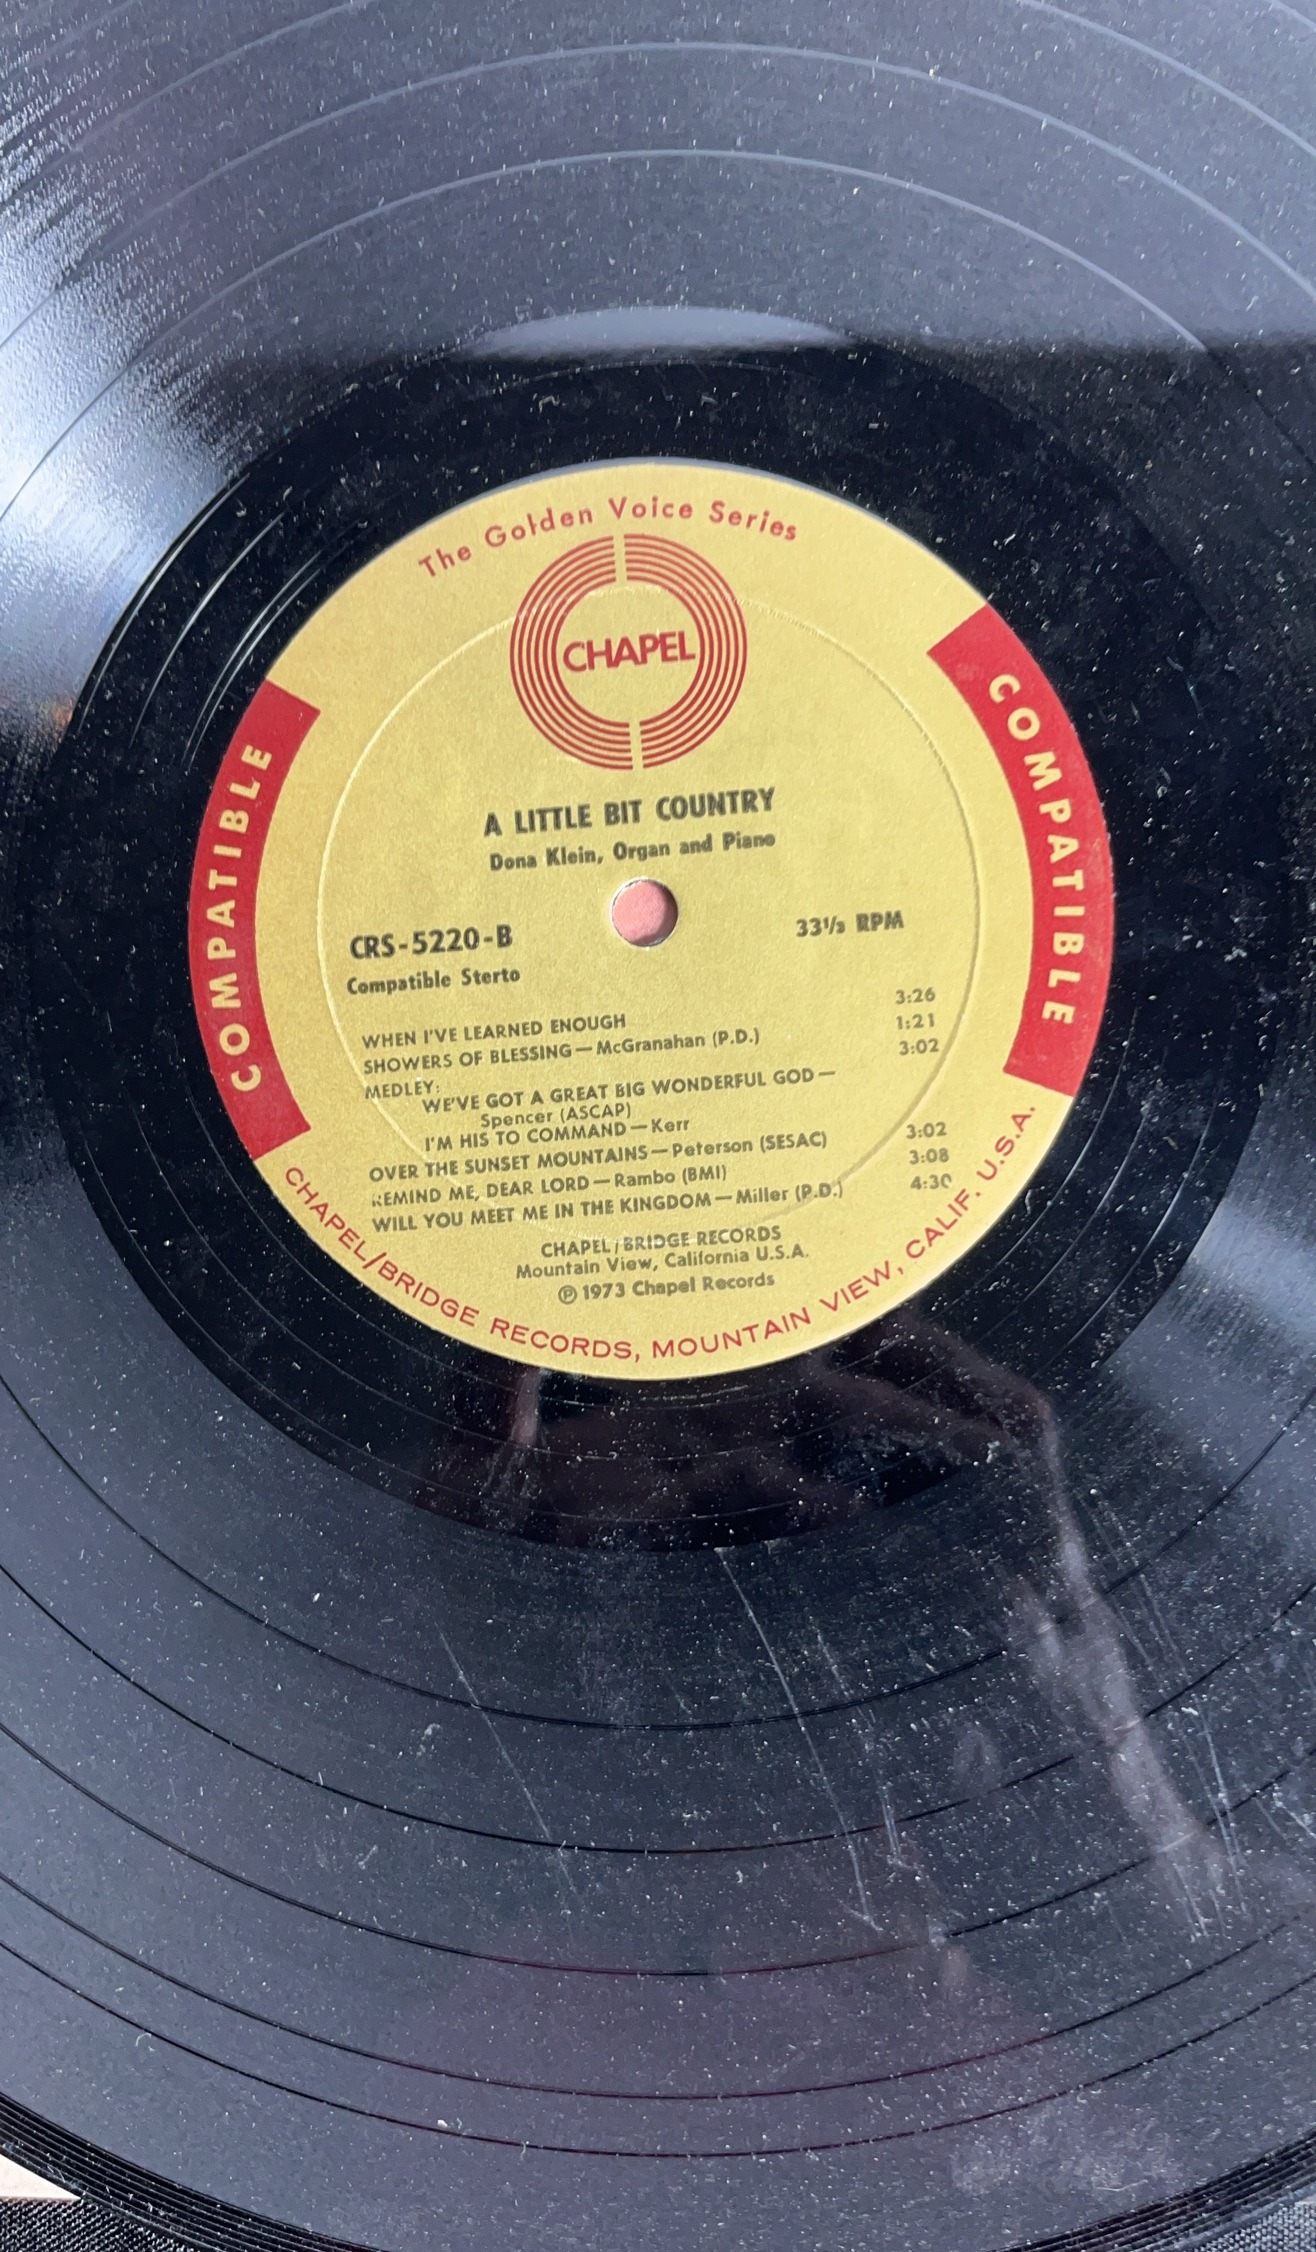 The Golden Voice Series
CHAPEL
COMPATIBLE
COMPATIBLE
A LITTLE BIT COUNTRY
Dona Klein, Organ and Piano
CRS-5220-B
33⅓ RPM
Compatible Sterto
WHEN I'VE LEARNED ENOUGH 3:26
SHOWERS OF BLESSING—McGranahan (P.D.) 1:21
MEDLEY: 3:02
WE'VE GOT A GREAT BIG WONDERFUL GOD—
Spencer (ASCAP)
I'M HIS TO COMMAND—Kerr
OVER THE SUNSET MOUNTAINS—Peterson (SESAC) 3:02
REMIND ME, DEAR LORD—Rambo (BMI) 3:08
WILL YOU MEET ME IN THE KINGDOM—Miller (P.D.) 4:30
CHAPEL/BRIDGE RECORDS
Mountain View, California U.S.A.
Ⓟ 1973 Chapel Records
CHAPEL/BRIDGE RECORDS, MOUNTAIN VIEW, CALIF. U.S.A.